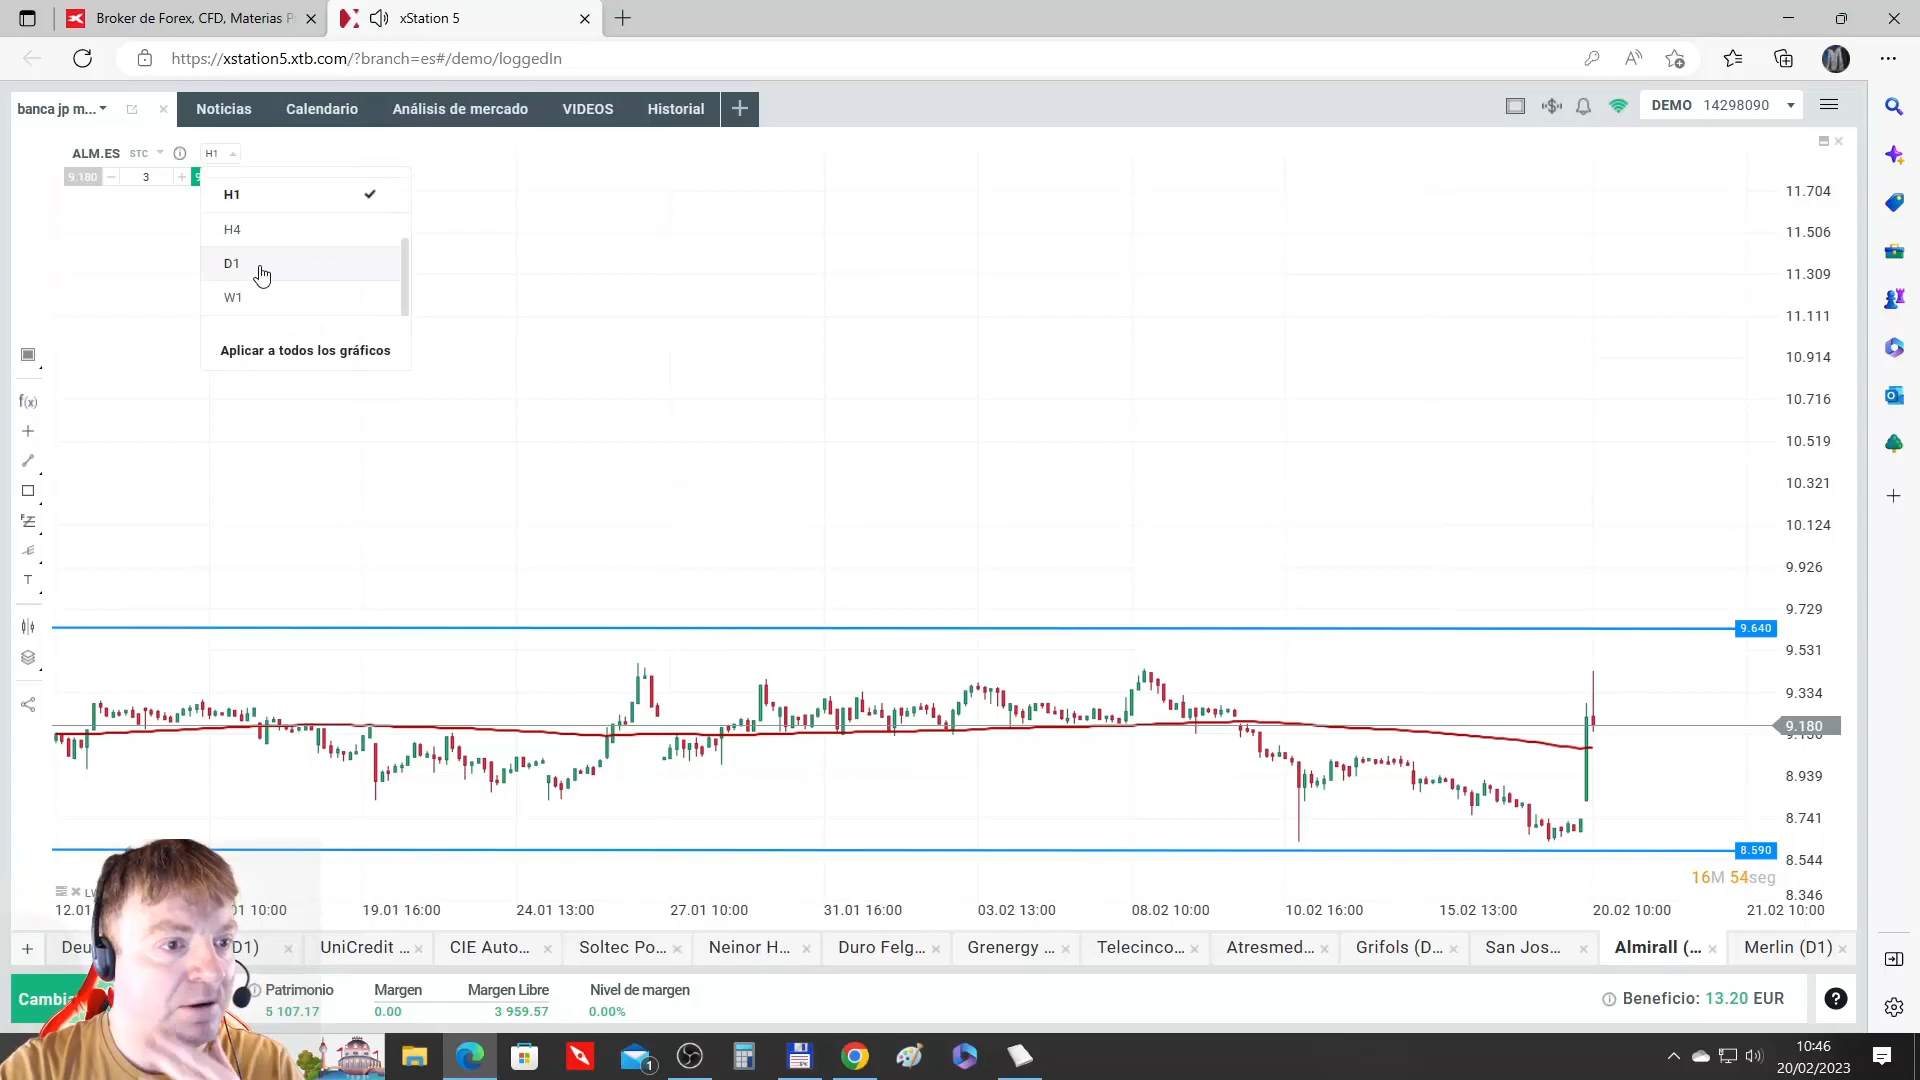 Broker de Forex, CFD, Materias P
xStation 5
https://xstation5.xtb.com/?branch=es#/demo/loggedIn
banca jp m...
Noticias
Calendario
Análisis de mercado
VIDEOS
Historial
DEMO 14298090
ALM.ES STC H1
9.180 3 9
H1
H4
D1
W1
Aplicar a todos los gráficos
f(x)
T
11.704
11.506
11.309
11.111
10.914
10.716
10.519
10.321
10.124
9.926
9.729
9.640
9.531
9.334
9.180
8.939
8.741
8.590
8.544
8.346
16M 54seg
12.01
01 10:00
19.01 16:00
24.01 13:00
27.01 10:00
31.01 16:00
03.02 13:00
08.02 10:00
10.02 16:00
15.02 13:00
20.02 10:00
21.02 10:00
Deu
D1)
UniCredit ...
CIE Auto...
Soltec Po...
Neinor H...
Duro Felg...
Grenergy ...
Telecinco...
Atresmed...
Grifols (D...
San Jos...
Almirall (...
Merlin (D1)
Cambia
Patrimonio
5 107.17
Margen
0.00
Margen Libre
3 959.57
Nivel de margen
0.00%
Beneficio: 13.20 EUR
1
10:46
20/02/2023